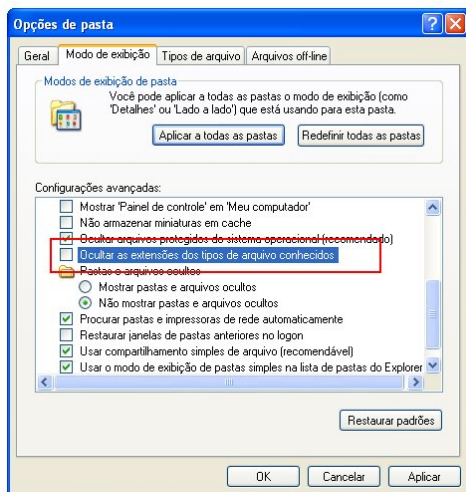 Opções de pasta
Geral Modo de exibição Tipos de arquivo Arquivos off-line
Modos de exibição de pasta
Você pode aplicar a todas as pastas o modo de exibição (como
'Detalhes' ou 'Lado a lado') que está usando para esta pasta.
Aplicar a todas as pastas Redefinir todas as pastas
Configurações avançadas:
Mostrar 'Painel de controle' em 'Meu computador'
Não armazenar miniaturas em cache
Ocultar arquivos protegidos do sistema operacional (recomendado)
Ocultar as extensões dos tipos de arquivo conhecidos
Pastas e arquivos ocultos
Mostrar pastas e arquivos ocultos
Não mostrar pastas e arquivos ocultos
Procurar pastas e impressoras de rede automaticamente
Restaurar janelas de pastas anteriores no logon
Usar compartilhamento simples de arquivo (recomendável)
Usar o modo de exibição de pastas simples na lista de pastas do Explorer
Restaurar padrões
OK Cancelar Aplicar